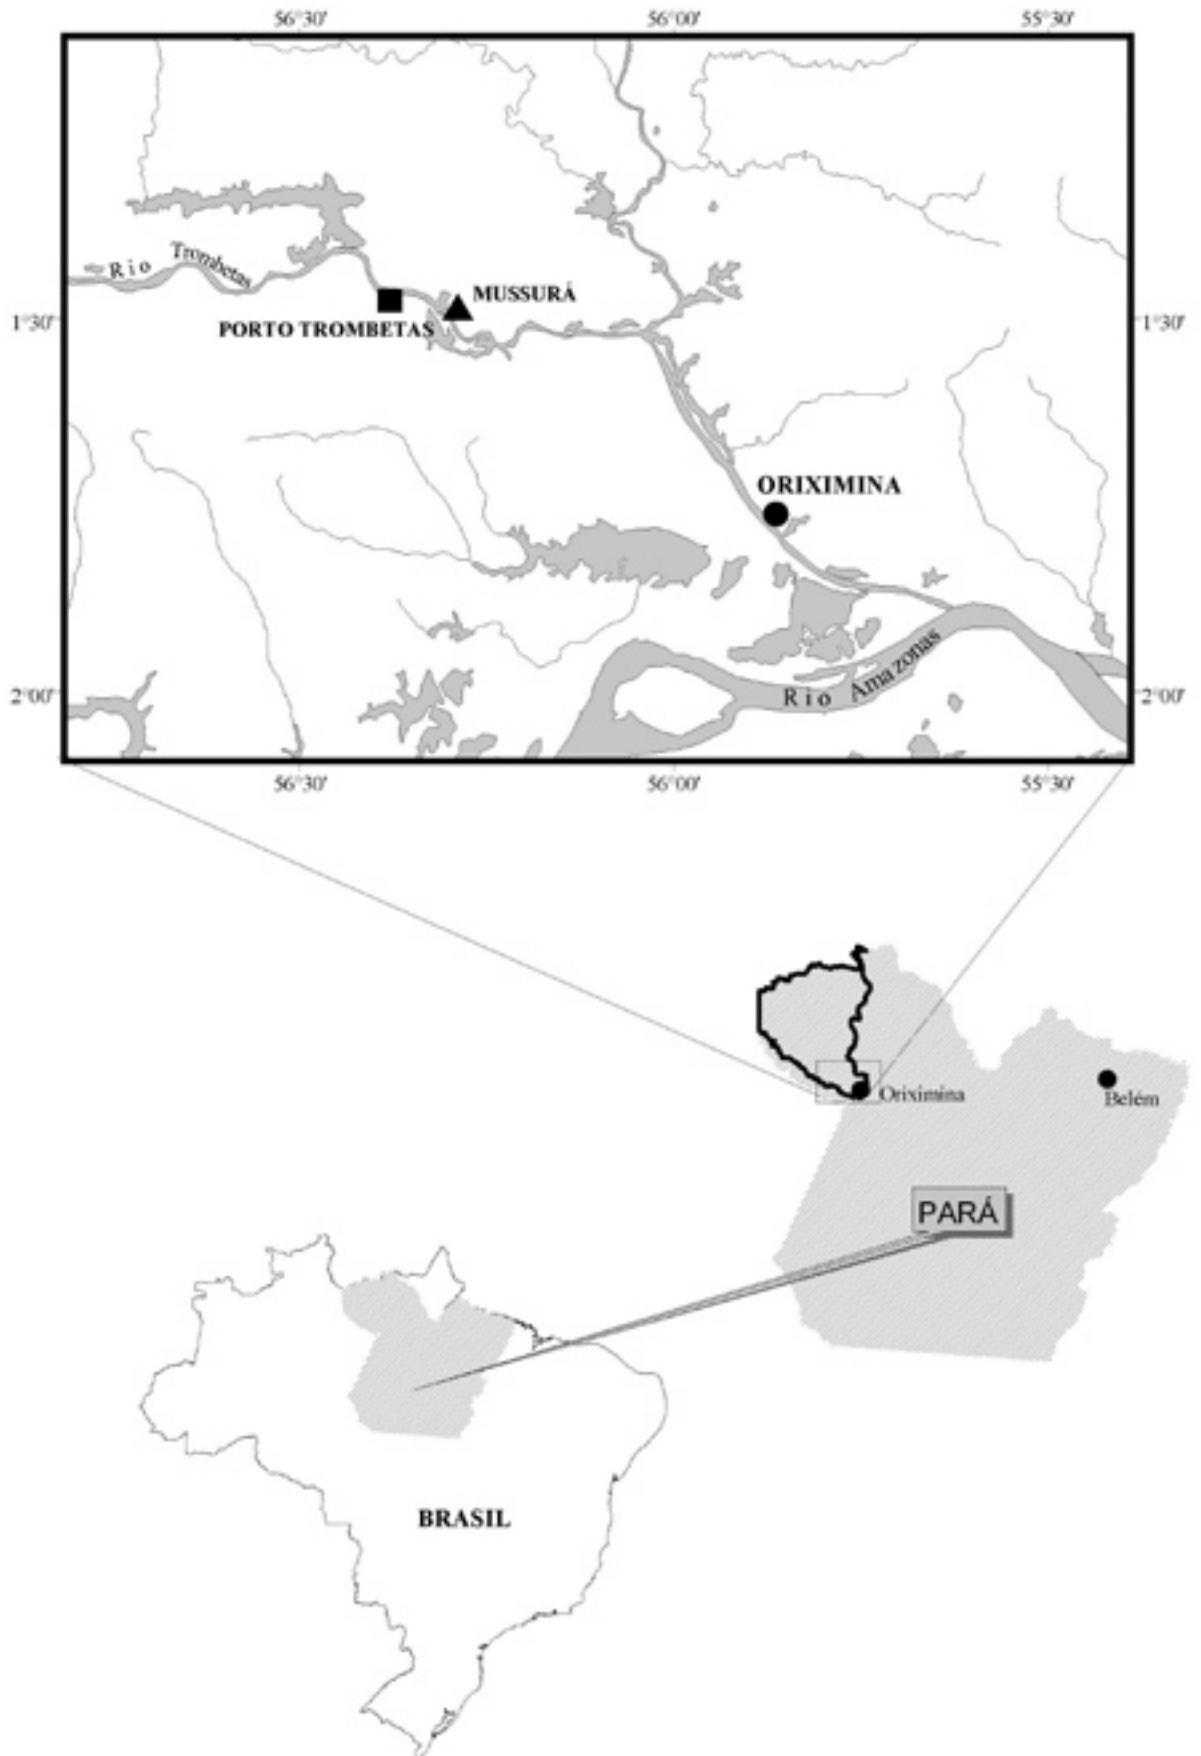 56°30' 56°00' 55°30'
Rio Trombetas
MUSSURÁ
1°30' PORTO TROMBETAS 1°30'
ORIXIMINA
2°00' Rio Amazonas 2°00'
56°30' 56°00' 55°30'
Oriximina Belém
PARÁ
BRASIL